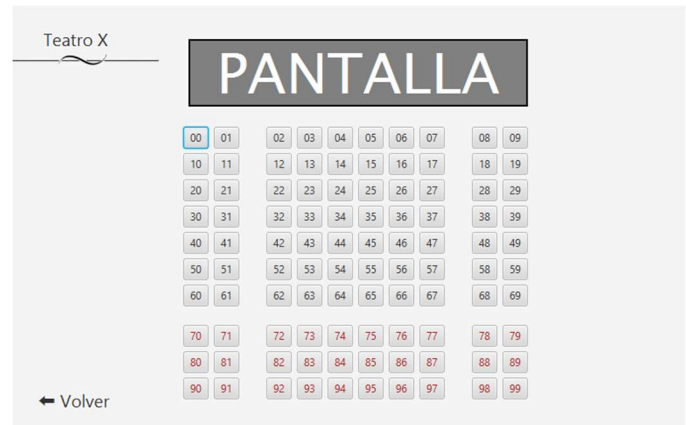 Teatro X
PANTALLA
00 01 02 03 04 05 06 07 08 09
10 11 12 13 14 15 16 17 18 19
20 21 22 23 24 25 26 27 28 29
30 31 32 33 34 35 36 37 38 39
40 41 42 43 44 45 46 47 48 49
50 51 52 53 54 55 56 57 58 59
60 61 62 63 64 65 66 67 68 69
70 71 72 73 74 75 76 77 78 79
80 81 82 83 84 85 86 87 88 89
90 91 92 93 94 95 96 97 98 99
Volver